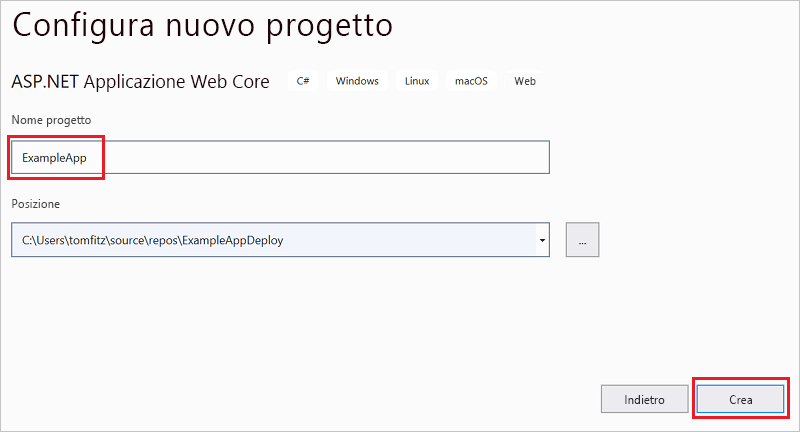 Configura nuovo progetto
ASP.NET Applicazione Web Core C# Windows Linux macOS Web
Nome progetto
ExampleApp
Posizione
C:\Users\tomfitz\source\repos\ExampleAppDeploy ...
Indietro Crea